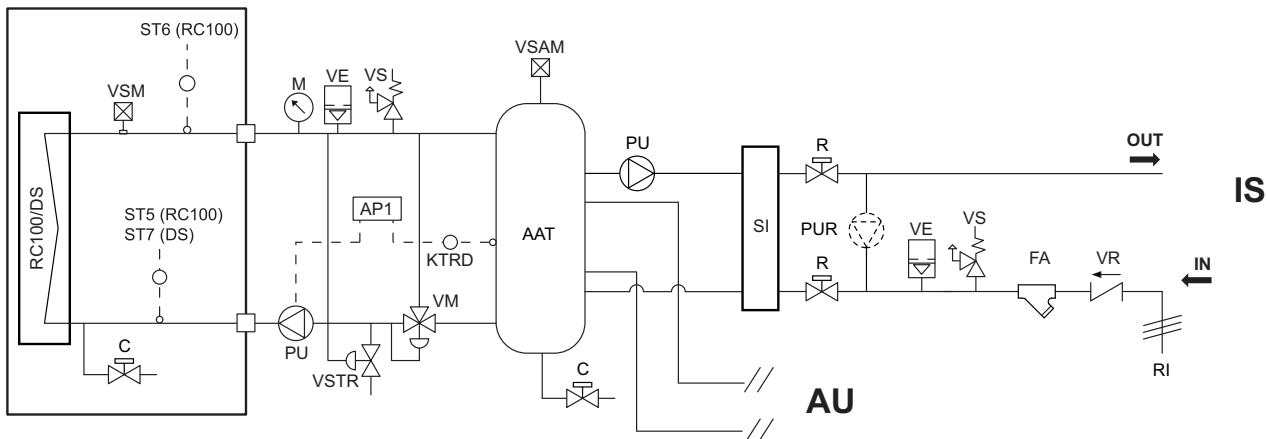 ST6 (RC100)
VSM
M
VE
VS
VSAM
RC100/DS
ST5 (RC100)
ST7 (DS)
C
AP1
KTRD
PU
VM
VSTR
AAT
C
PU
SI
R
PUR
R
VE
VS
FA
VR
OUT
IN
RI
IS
AU